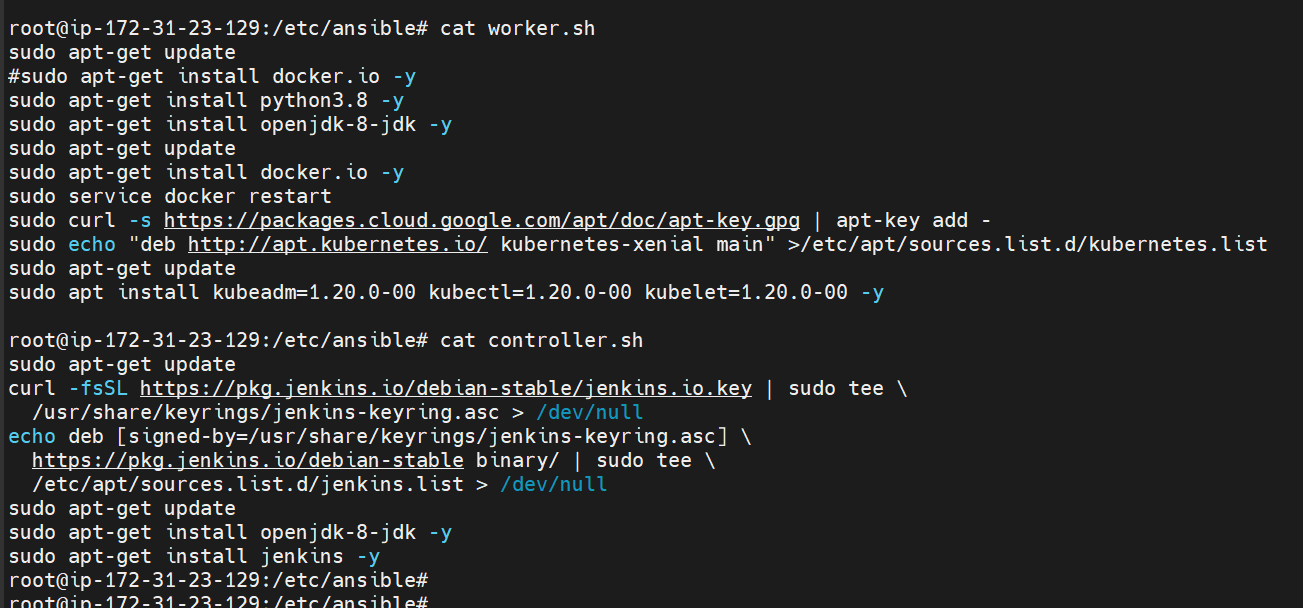 root@ip-172-31-23-129:/etc/ansible# cat worker.sh
sudo apt-get update
#sudo apt-get install docker.io -y
sudo apt-get install python3.8 -y
sudo apt-get install openjdk-8-jdk -y
sudo apt-get update
sudo apt-get install docker.io -y
sudo service docker restart
sudo curl -s https://packages.cloud.google.com/apt/doc/apt-key.gpg | apt-key add -
sudo echo "deb http://apt.kubernetes.io/ kubernetes-xenial main" >/etc/apt/sources.list.d/kubernetes.list
sudo apt-get update
sudo apt install kubeadm=1.20.0-00 kubectl=1.20.0-00 kubelet=1.20.0-00 -y
root@ip-172-31-23-129:/etc/ansible# cat controller.sh
sudo apt-get update
curl -fsSL https://pkg.jenkins.io/debian-stable/jenkins.io.key | sudo tee \
  /usr/share/keyrings/jenkins-keyring.asc > /dev/null
echo deb [signed-by=/usr/share/keyrings/jenkins-keyring.asc] \
  https://pkg.jenkins.io/debian-stable binary/ | sudo tee \
  /etc/apt/sources.list.d/jenkins.list > /dev/null
sudo apt-get update
sudo apt-get install openjdk-8-jdk -y
sudo apt-get install jenkins -y
root@ip-172-31-23-129:/etc/ansible#
root@ip-172-31-23-129:/etc/ansible#